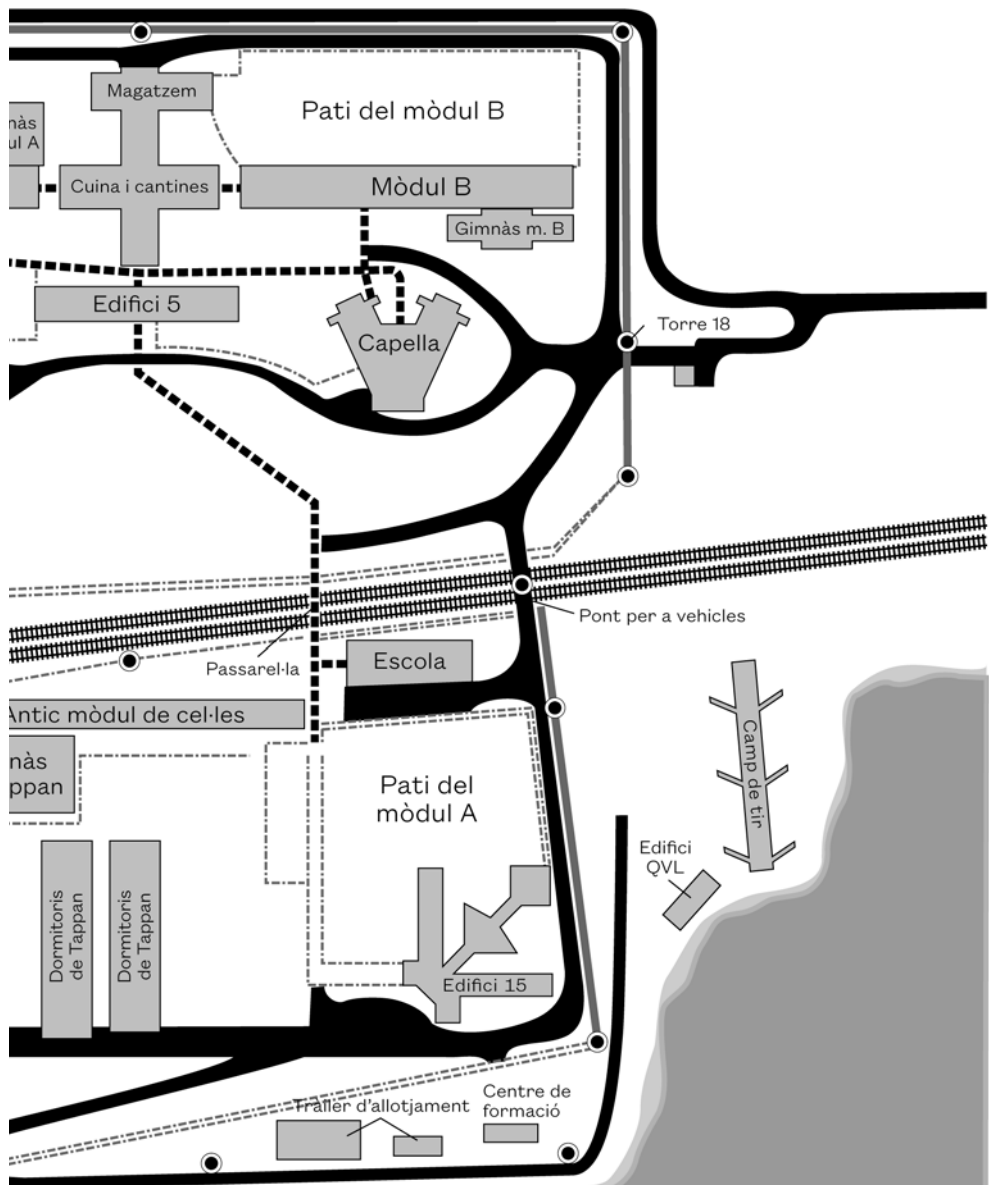 Magatzem
Pati del mòdul B
nàs
ul A
Cuina i cantines
Mòdul B
Gimnàs m. B
Edifici 5
Capella
Torre 18
Pont per a vehicles
Passarel·la
Escola
Antic mòdul de cel·les
nàs
ppan
Pati del
mòdul A
Camp de tir
Edifici
QVL
Dormitoris
de Tappan
Dormitoris
de Tappan
Edifici 15
Tràiler d'allotjament
Centre de
formació